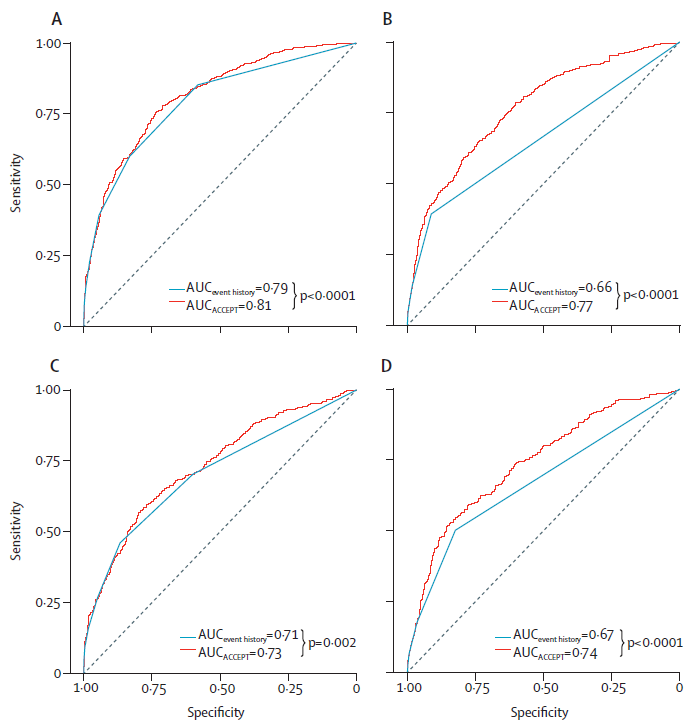 A
B
1·00
0·75
0·50
0·25
0
Sensitivity
AUCevent history=0·79
AUCACCEPT=0·81
p<0·0001
AUCevent history=0·66
AUCACCEPT=0·77
p<0·0001
C
D
1·00
0·75
0·50
0·25
0
Sensitivity
AUCevent history=0·71
AUCACCEPT=0·73
p=0·002
AUCevent history=0·67
AUCACCEPT=0·74
p<0·0001
1·00 0·75 0·50 0·25 0
1·00 0·75 0·50 0·25 0
Specificity
Specificity